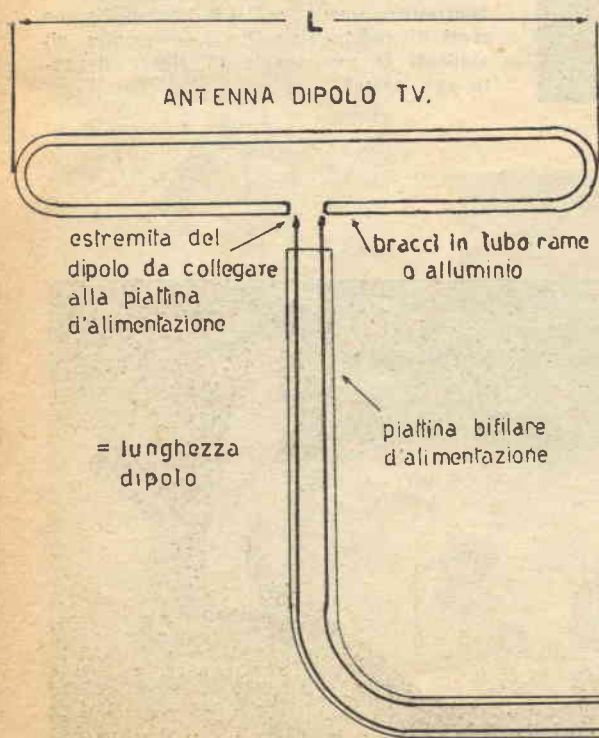 L
ANTENNA DIPOLO TV.
estremita del
dipolo da collegare
alla piattina
d'alimentazione
bracci in tubo rame
o alluminio
= lunghezza
dipolo
piattina bifilare
d'alimentazione